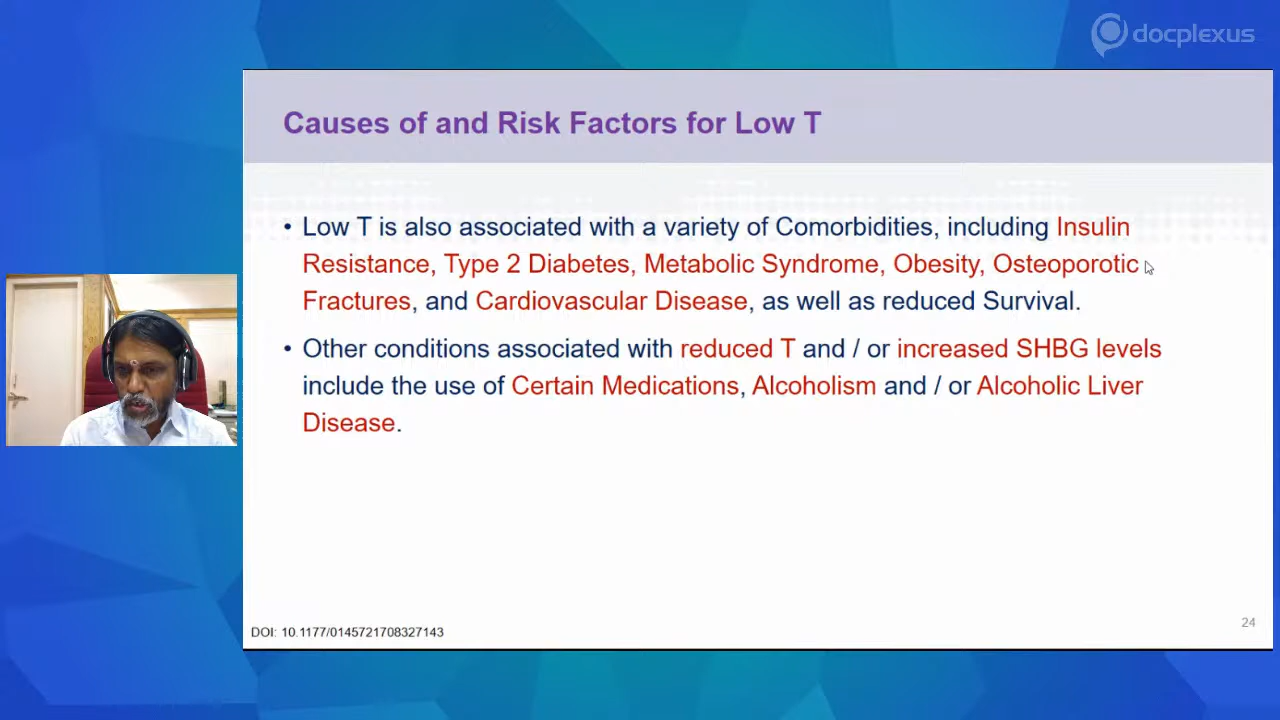 docplexus
Causes of and Risk Factors for Low T
• Low T is also associated with a variety of Comorbidities, including Insulin
Resistance, Type 2 Diabetes, Metabolic Syndrome, Obesity, Osteoporotic
Fractures, and Cardiovascular Disease, as well as reduced Survival.
• Other conditions associated with reduced T and / or increased SHBG levels
include the use of Certain Medications, Alcoholism and / or Alcoholic Liver
Disease.
DOI: 10.1177/0145721708327143
24